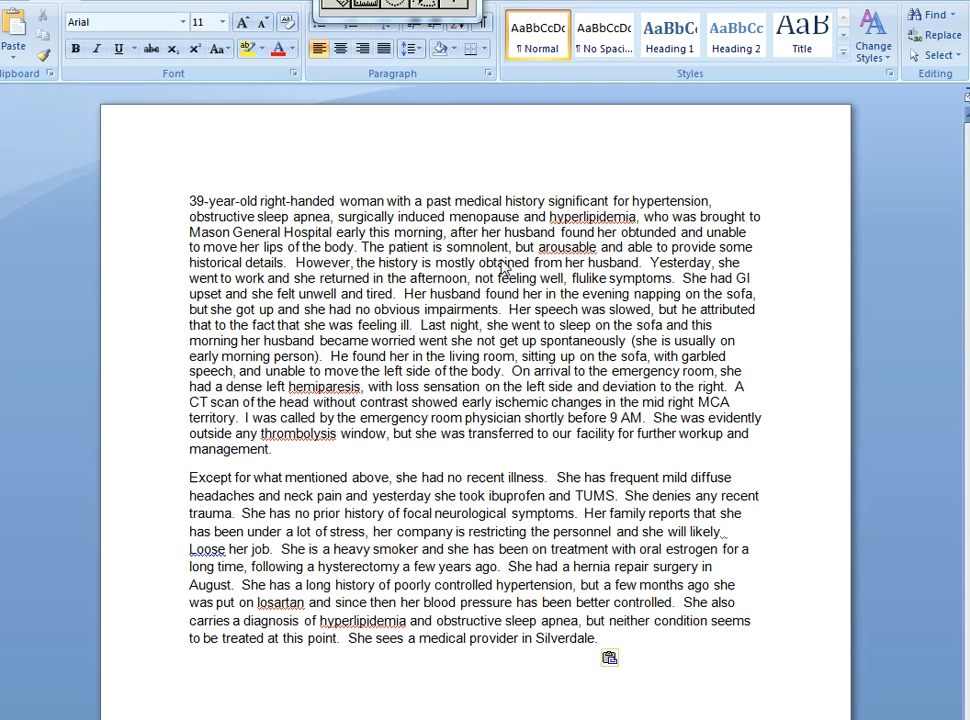 Arial 11
Find
Replace
Select
Paste
B I U abc X₂ X² Aa ab A
AaBbCcDc AaBbCcDc AaBbC AaBbCc AaB
¶ Normal ¶ No Spaci... Heading 1 Heading 2 Title
Change
Styles
lipboard Font Paragraph Styles Editing
39-year-old right-handed woman with a past medical history significant for hypertension,
obstructive sleep apnea, surgically induced menopause and hyperlipidemia, who was brought to
Mason General Hospital early this morning, after her husband found her obtunded and unable
to move her lips of the body. The patient is somnolent, but arousable and able to provide some
historical details. However, the history is mostly obtained from her husband. Yesterday, she
went to work and she returned in the afternoon, not feeling well, flulike symptoms. She had GI
upset and she felt unwell and tired. Her husband found her in the evening napping on the sofa,
but she got up and she had no obvious impairments. Her speech was slowed, but he attributed
that to the fact that she was feeling ill. Last night, she went to sleep on the sofa and this
morning her husband became worried went she not get up spontaneously (she is usually on
early morning person). He found her in the living room, sitting up on the sofa, with garbled
speech, and unable to move the left side of the body. On arrival to the emergency room, she
had a dense left hemiparesis, with loss sensation on the left side and deviation to the right. A
CT scan of the head without contrast showed early ischemic changes in the mid right MCA
territory. I was called by the emergency room physician shortly before 9 AM. She was evidently
outside any thrombolysis window, but she was transferred to our facility for further workup and
management.
Except for what mentioned above, she had no recent illness. She has frequent mild diffuse
headaches and neck pain and yesterday she took ibuprofen and TUMS. She denies any recent
trauma. She has no prior history of focal neurological symptoms. Her family reports that she
has been under a lot of stress, her company is restricting the personnel and she will likely..
Loose her job. She is a heavy smoker and she has been on treatment with oral estrogen for a
long time, following a hysterectomy a few years ago. She had a hernia repair surgery in
August. She has a long history of poorly controlled hypertension, but a few months ago she
was put on losartan and since then her blood pressure has been better controlled. She also
carries a diagnosis of hyperlipidemia and obstructive sleep apnea, but neither condition seems
to be treated at this point. She sees a medical provider in Silverdale.